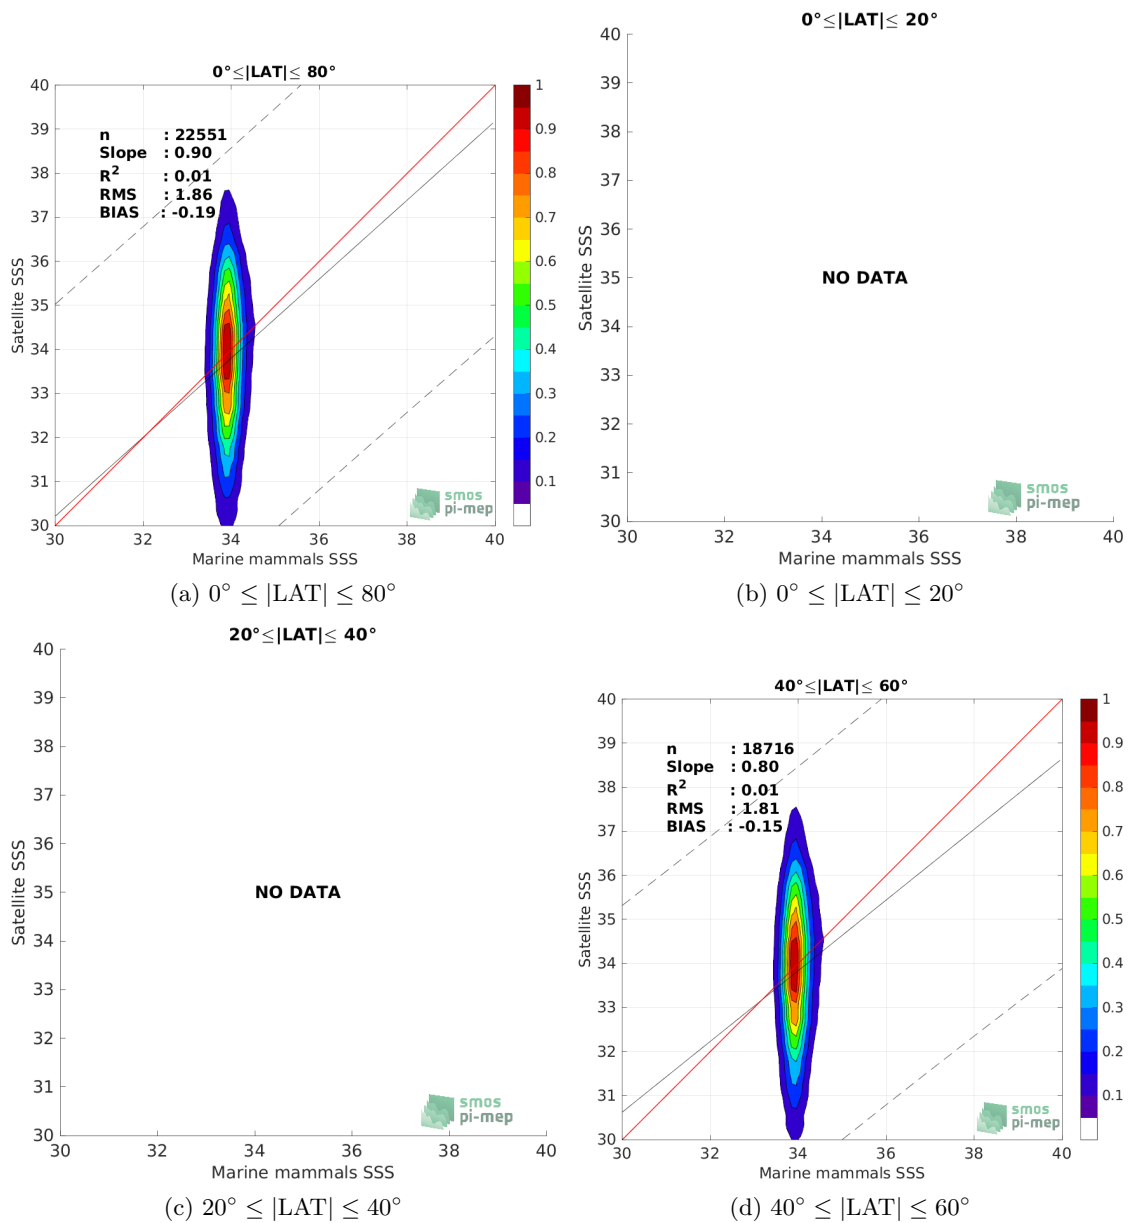 0°≤|LAT|≤ 80°
n : 22551
Slope : 0.90
R² : 0.01
RMS : 1.86
BIAS : -0.19
40
39
38
37
36
35
34
33
32
31
30
Satellite SSS
30 32 34 36 38 40
Marine mammals SSS
1
0.9
0.8
0.7
0.6
0.5
0.4
0.3
0.2
0.1
smos
pi-mep
(a) 0° ≤ |LAT| ≤ 80°
0°≤|LAT|≤ 20°
40
39
38
37
36
35
34
33
32
31
30
Satellite SSS
NO DATA
30 32 34 36 38 40
Marine mammals SSS
smos
pi-mep
(b) 0° ≤ |LAT| ≤ 20°
20°≤|LAT|≤ 40°
40
39
38
37
36
35
34
33
32
31
30
Satellite SSS
NO DATA
30 32 34 36 38 40
Marine mammals SSS
smos
pi-mep
(c) 20° ≤ |LAT| ≤ 40°
40°≤|LAT|≤ 60°
n : 18716
Slope : 0.80
R² : 0.01
RMS : 1.81
BIAS : -0.15
40
39
38
37
36
35
34
33
32
31
30
Satellite SSS
30 32 34 36 38 40
Marine mammals SSS
1
0.9
0.8
0.7
0.6
0.5
0.4
0.3
0.2
0.1
smos
pi-mep
(d) 40° ≤ |LAT| ≤ 60°